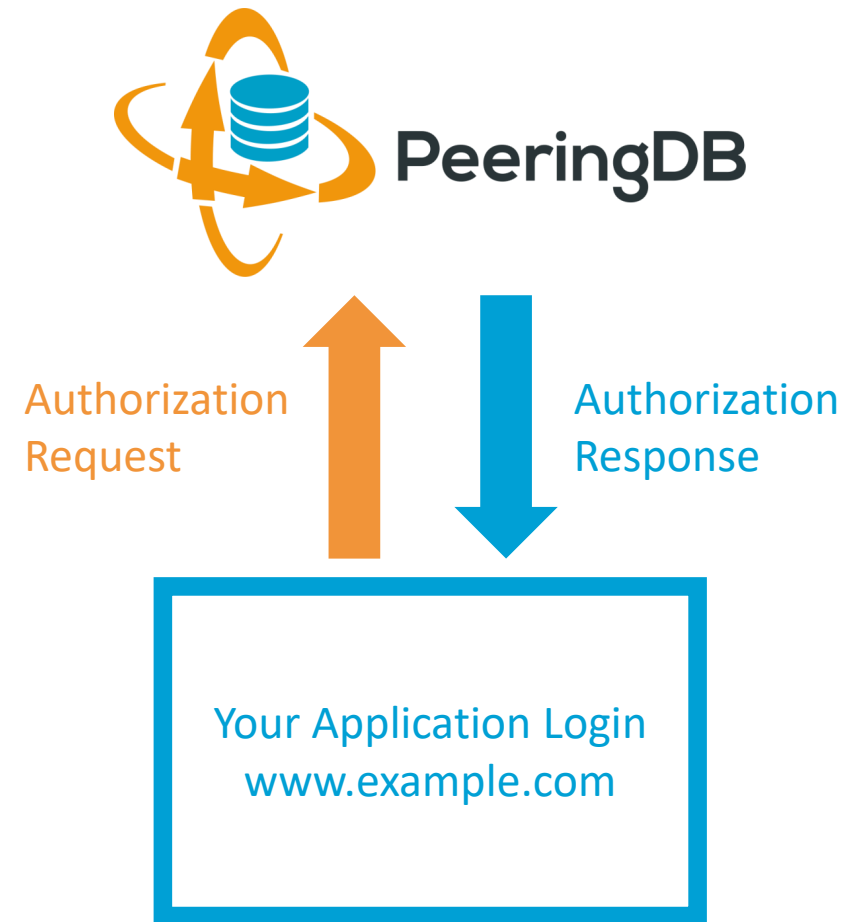 PeeringDB
Authorization
Request
Authorization
Response
Your Application Login
www.example.com